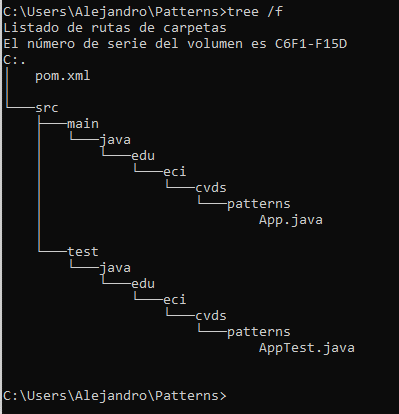 C:\Users\Alejandro\Patterns>tree /f
Listado de rutas de carpetas
El número de serie del volumen es C6F1-F15D
C:.
│   pom.xml
│
└───src
    ├───main
    │   └───java
    │       └───edu
    │           └───eci
    │               └───cvds
    │                   └───patterns
    │                           App.java
    │
    └───test
        └───java
            └───edu
                └───eci
                    └───cvds
                        └───patterns
                                AppTest.java
C:\Users\Alejandro\Patterns>